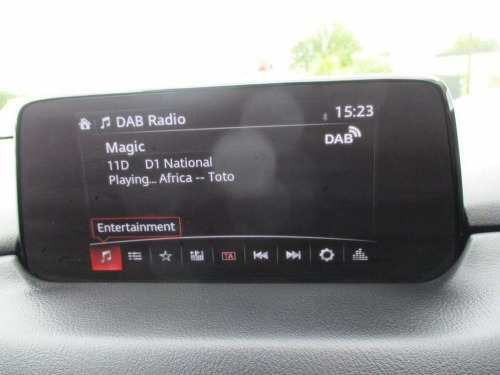 DAB Radio 15:23
Magic DAB
11D D1 National
Playing... Africa -- Toto
Entertainment
TA